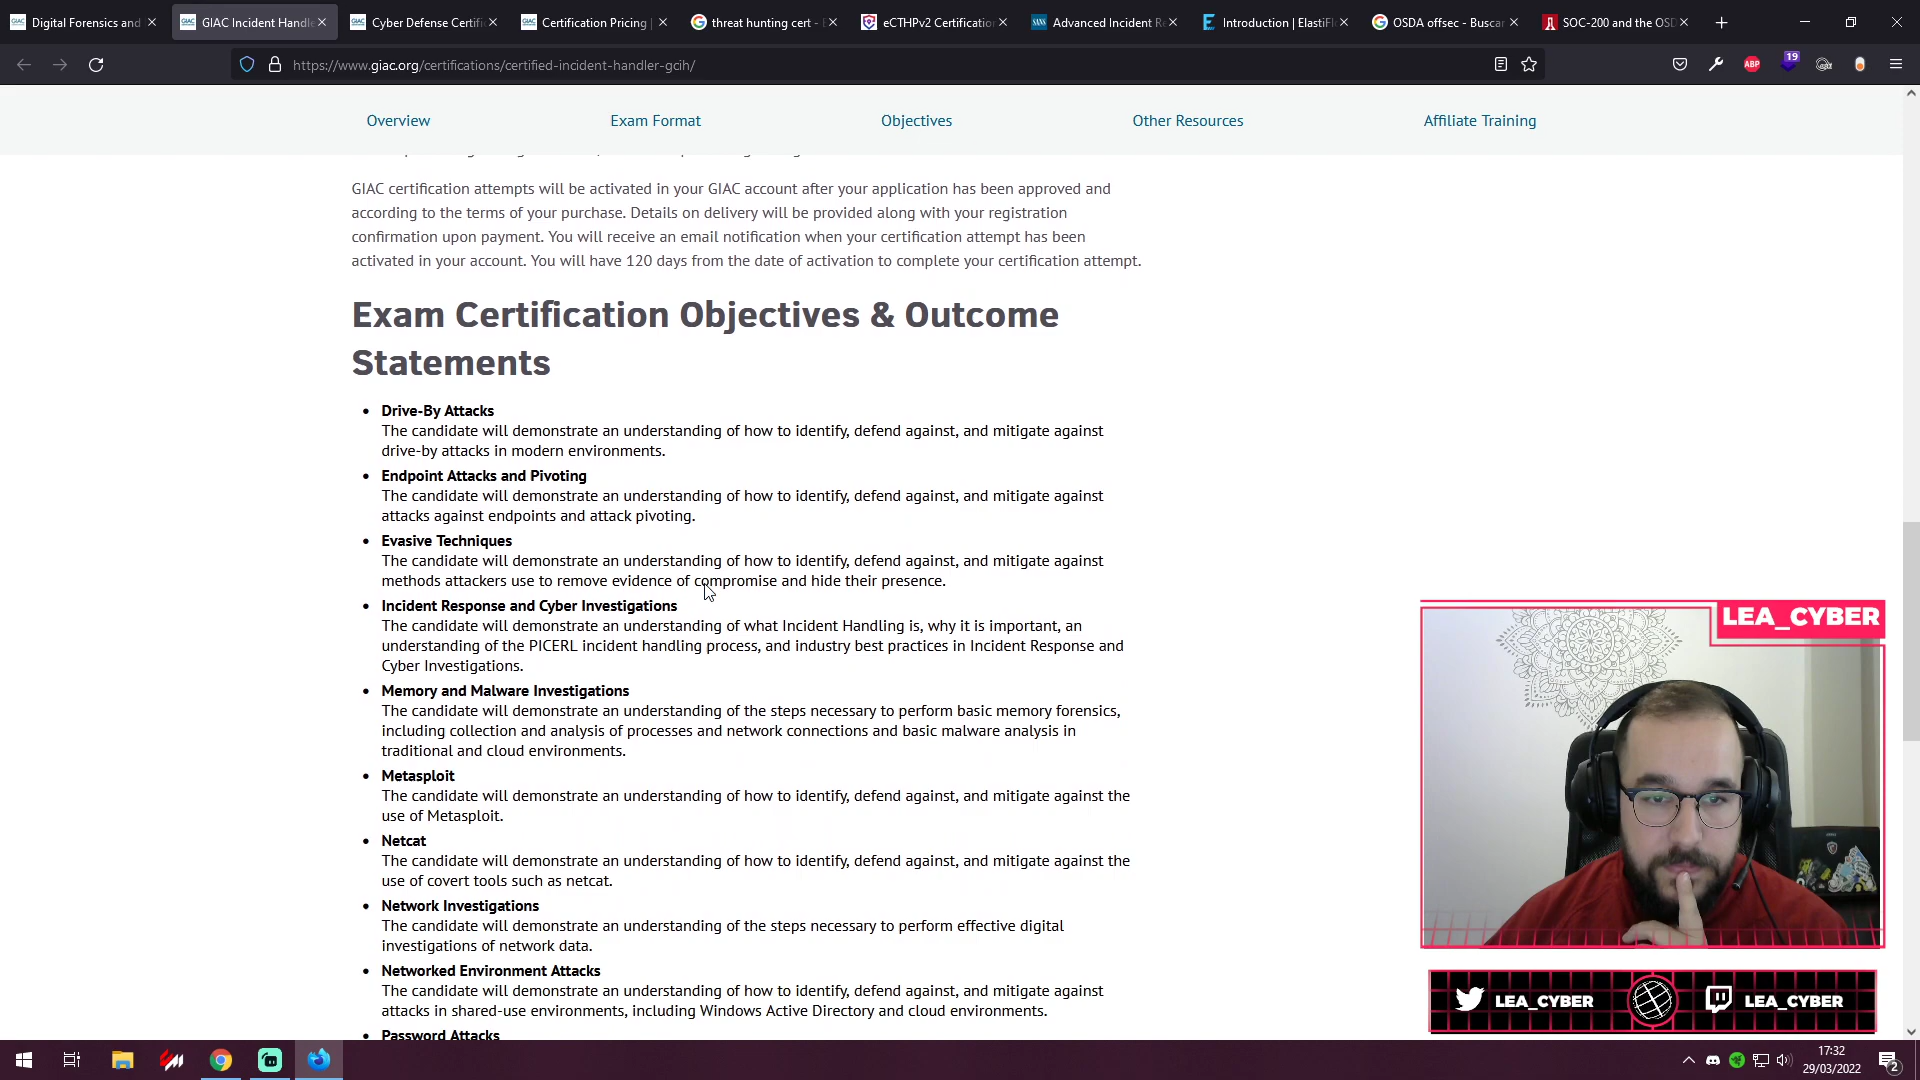 Digital Forensics and
GIAC Incident Handle
Cyber Defense Certifi
Certification Pricing |
threat hunting cert - B
eCTHPv2 Certification
Advanced Incident Re
Introduction | ElastiFl
OSDA offsec - Buscar
SOC-200 and the OSD
https://www.giac.org/certifications/certified-incident-handler-gcih/
ABP
19
Overview
Exam Format
Objectives
Other Resources
Affiliate Training
GIAC certification attempts will be activated in your GIAC account after your application has been approved and
according to the terms of your purchase. Details on delivery will be provided along with your registration
confirmation upon payment. You will receive an email notification when your certification attempt has been
activated in your account. You will have 120 days from the date of activation to complete your certification attempt.
Exam Certification Objectives & Outcome
Statements
• Drive-By Attacks
The candidate will demonstrate an understanding of how to identify, defend against, and mitigate against
drive-by attacks in modern environments.
• Endpoint Attacks and Pivoting
The candidate will demonstrate an understanding of how to identify, defend against, and mitigate against
attacks against endpoints and attack pivoting.
• Evasive Techniques
The candidate will demonstrate an understanding of how to identify, defend against, and mitigate against
methods attackers use to remove evidence of compromise and hide their presence.
• Incident Response and Cyber Investigations
The candidate will demonstrate an understanding of what Incident Handling is, why it is important, an
understanding of the PICERL incident handling process, and industry best practices in Incident Response and
Cyber Investigations.
• Memory and Malware Investigations
The candidate will demonstrate an understanding of the steps necessary to perform basic memory forensics,
including collection and analysis of processes and network connections and basic malware analysis in
traditional and cloud environments.
• Metasploit
The candidate will demonstrate an understanding of how to identify, defend against, and mitigate against the
use of Metasploit.
• Netcat
The candidate will demonstrate an understanding of how to identify, defend against, and mitigate against the
use of covert tools such as netcat.
• Network Investigations
The candidate will demonstrate an understanding of the steps necessary to perform effective digital
investigations of network data.
• Networked Environment Attacks
The candidate will demonstrate an understanding of how to identify, defend against, and mitigate against
attacks in shared-use environments, including Windows Active Directory and cloud environments.
• Password Attacks
LEA_CYBER
LEA_CYBER
LEA_CYBER
17:32
29/03/2022
2